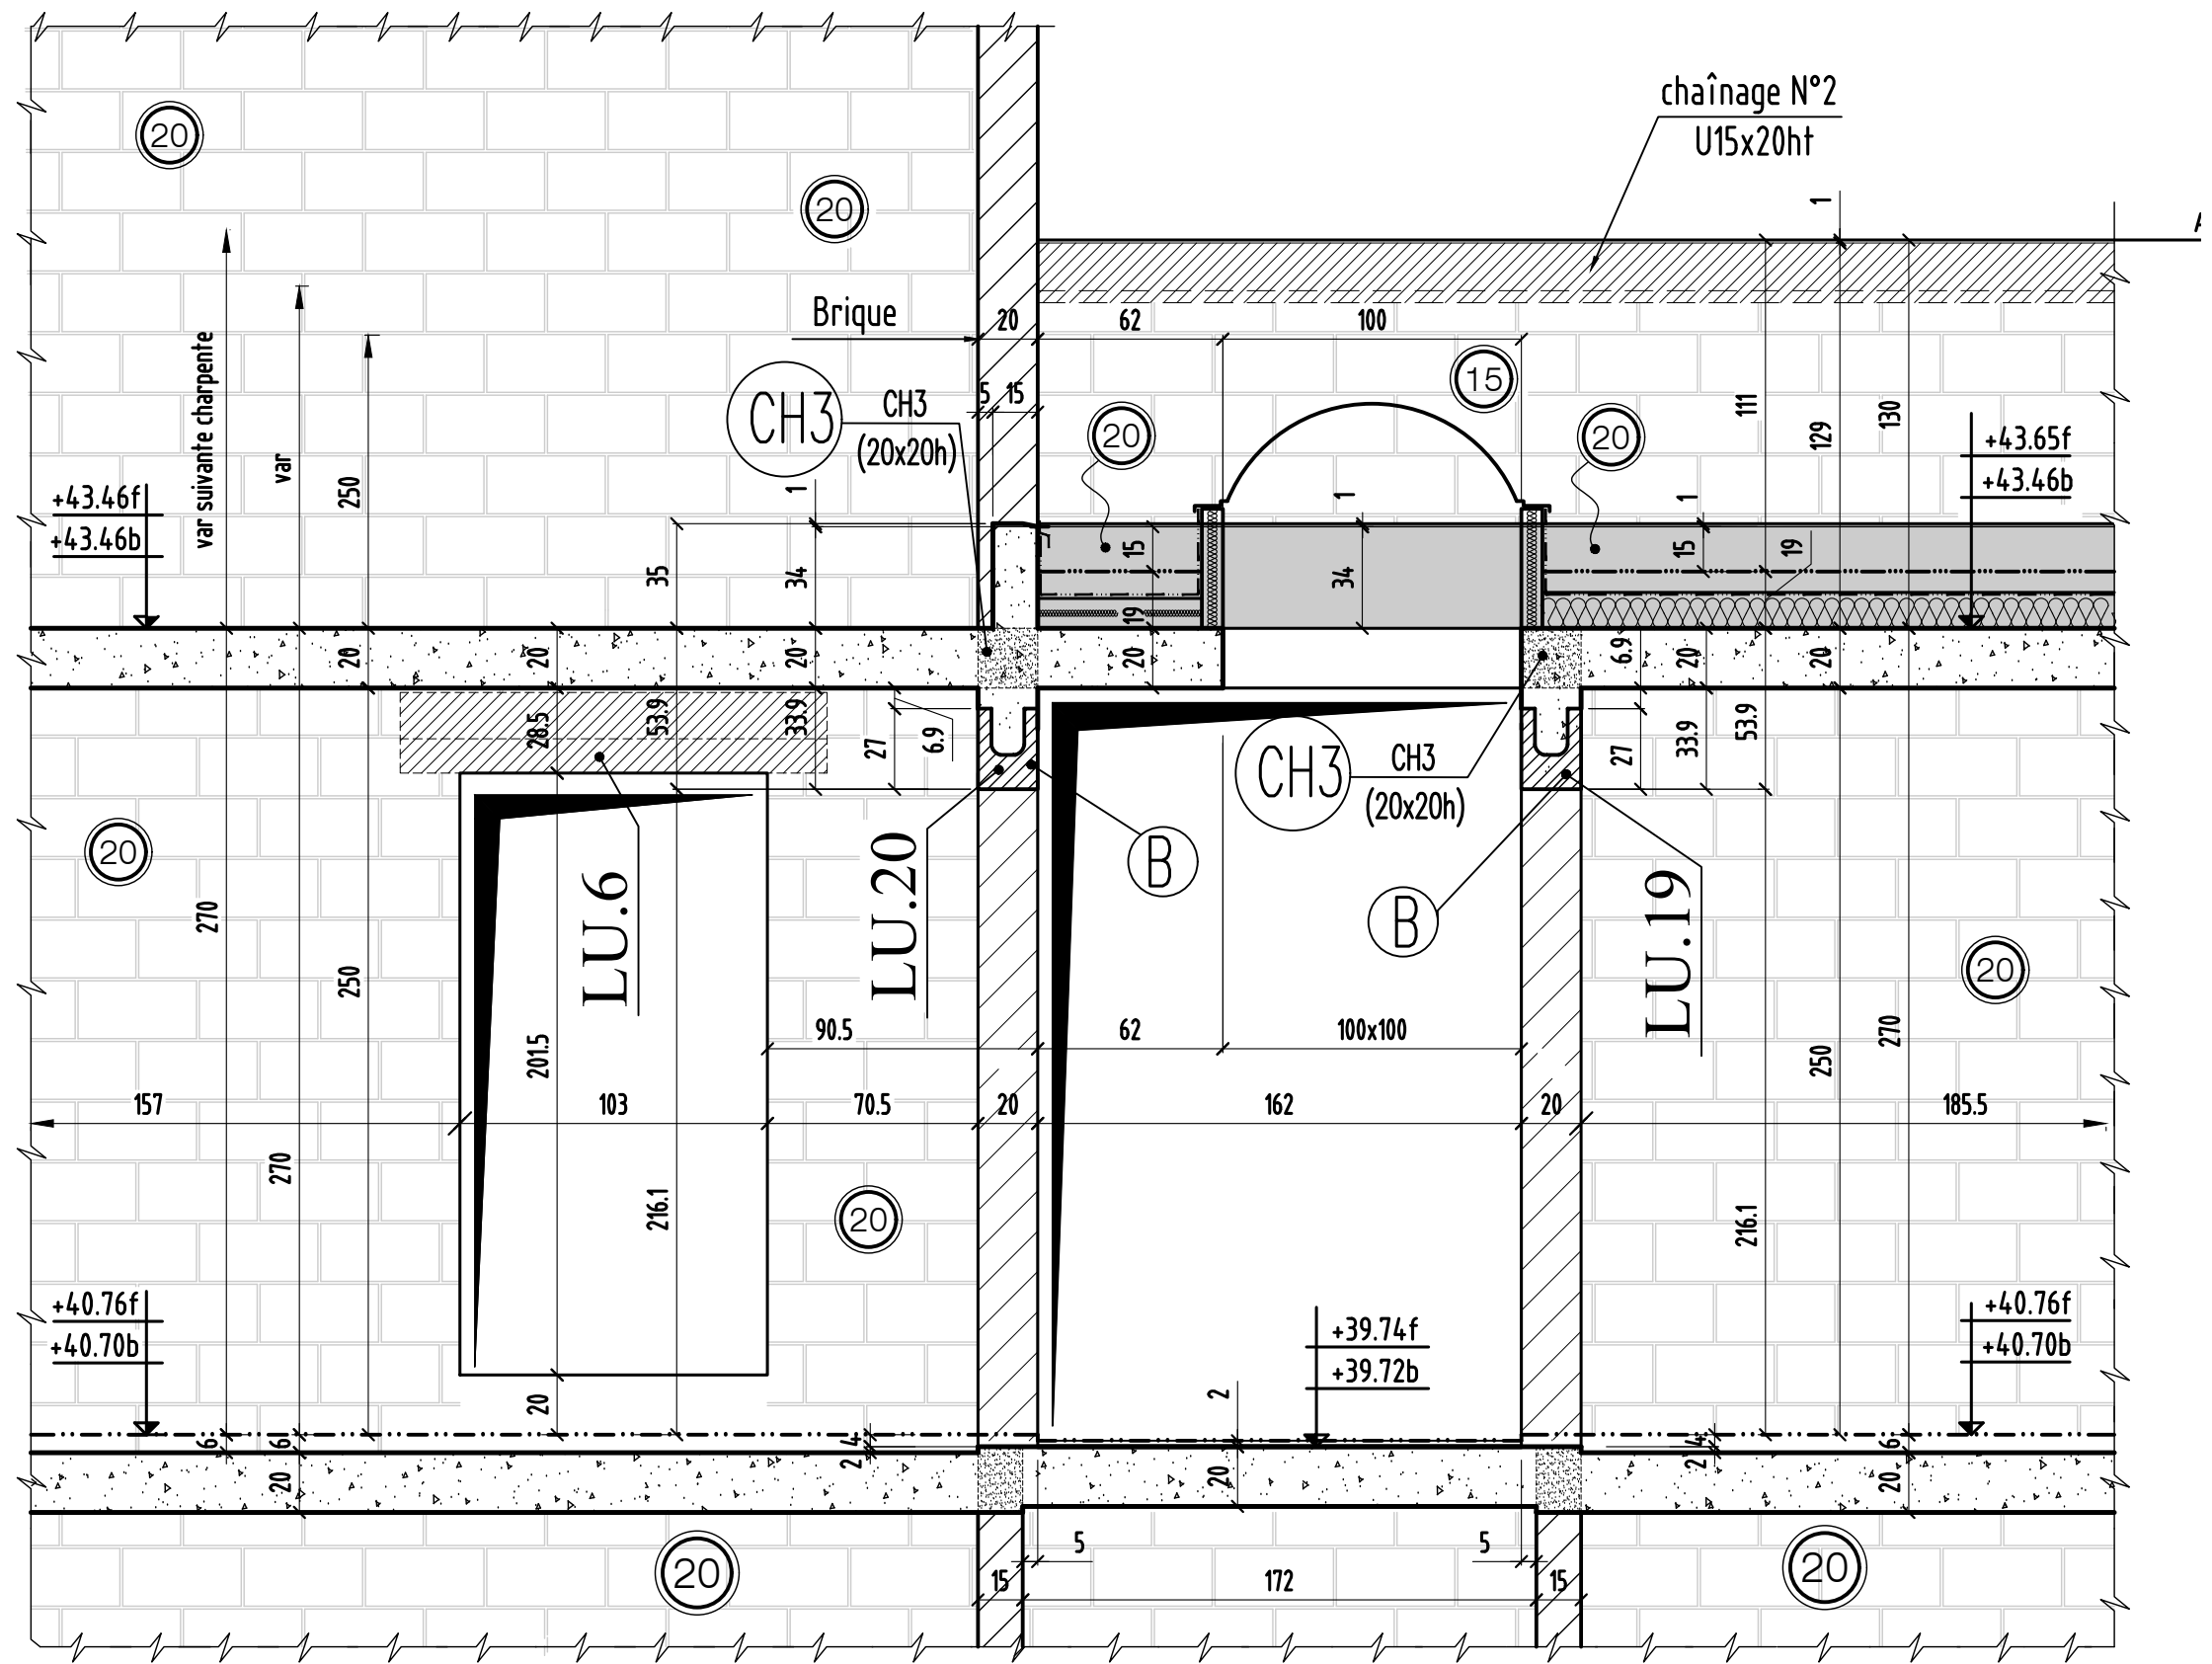 chaînage N°2
U15x20ht
20
20
1
A
Brique
20
62
100
15
CH3
CH3
(20x20h)
5
15
20
20
111
129
130
+43.65f
+43.46b
var suivante charpente
var
250
+43.46f
+43.46b
1
1
1
35
34
15
34
15
19
19
20
20
20
20
6.9
20
20
28.5
53.9
33.9
27
6.9
CH3
CH3
(20x20h)
27
33.9
53.9
20
LU.6
LU.20
B
B
LU.19
20
270
250
201.5
90.5
62
100x100
250
270
157
103
70.5
20
162
20
185.5
270
216.1
20
216.1
+40.76f
+40.70b
+39.74f
+39.72b
+40.76f
+40.70b
20
2
6
6
4
2
4
2
6
20
20
20
5
5
20
15
172
15
20